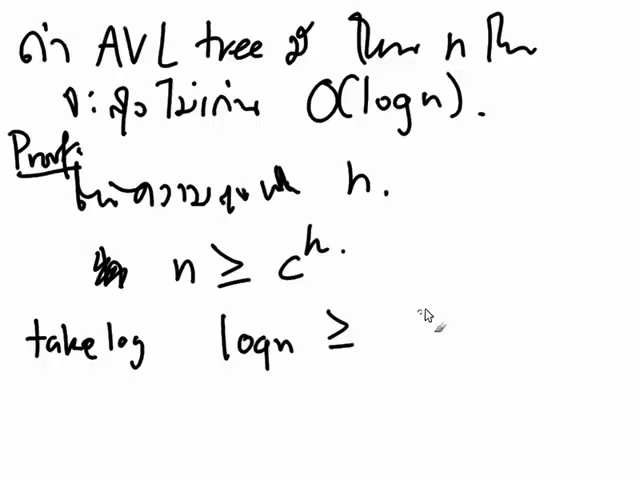 ถ้า AVL tree มี โหนด n โหนด
จะสูงไม่เกิน O(log n).
Proof:
ให้ความสูงเป็น h.
n ≥ c^h.
take log log n ≥